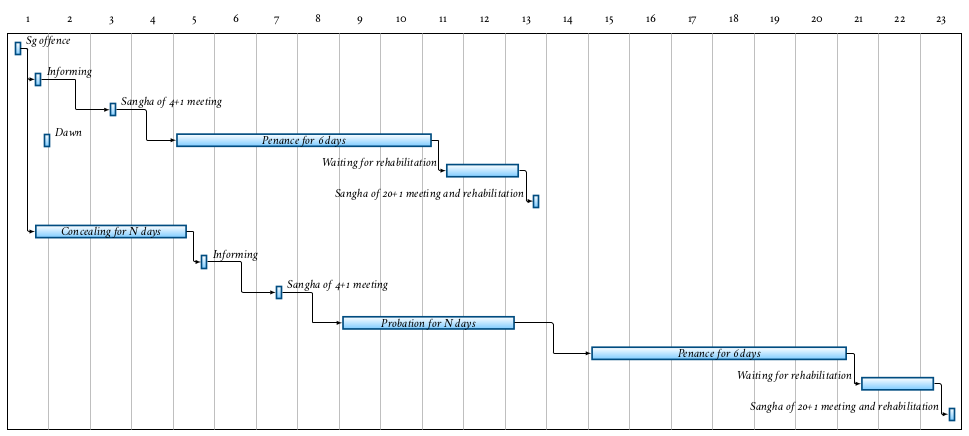 1 2 3 4 5 6 7 8 9 10 11 12 13 14 15 16 17 18 19 20 21 22 23
Sg offence
Informing
Sangha of 4+1 meeting
Dawn
Penance for 6 days
Waiting for rehabilitation
Sangha of 20+1 meeting and rehabilitation
Concealing for N days
Informing
Sangha of 4+1 meeting
Probation for N days
Penance for 6 days
Waiting for rehabilitation
Sangha of 20+1 meeting and rehabilitation